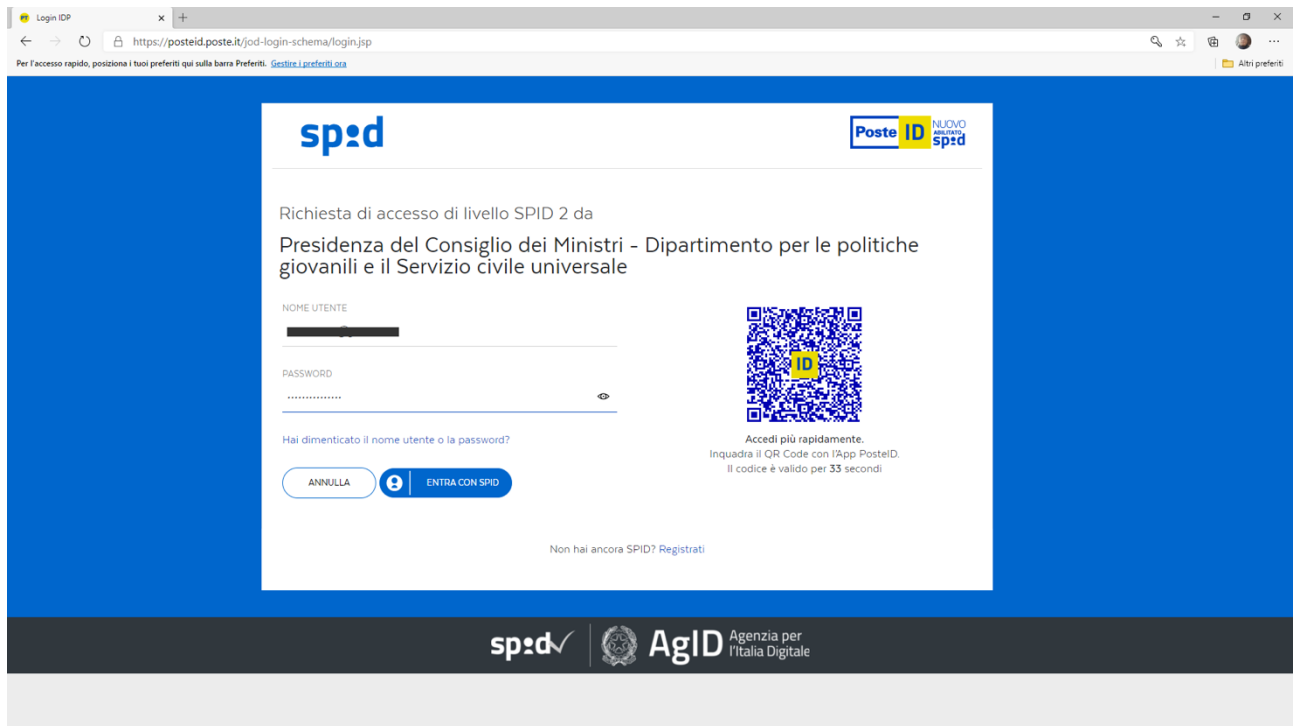 Login IDP
https://posteid.poste.it/jod-login-schema/login.jsp
Per l'accesso rapido, posiziona i tuoi preferiti qui sulla barra Preferiti. Gestire i preferiti ora
Altri preferiti
spid
Poste ID NUOVO
ABILITATO
spid
Richiesta di accesso di livello SPID 2 da
Presidenza del Consiglio dei Ministri - Dipartimento per le politiche
giovanili e il Servizio civile universale
NOME UTENTE
PASSWORD
Hai dimenticato il nome utente o la password?
ANNULLA
ENTRA CON SPID
ID
Accedi più rapidamente.
Inquadra il QR Code con l'App PosteID.
Il codice è valido per 33 secondi
Non hai ancora SPID? Registrati
spid
AgID Agenzia per
l'Italia Digitale